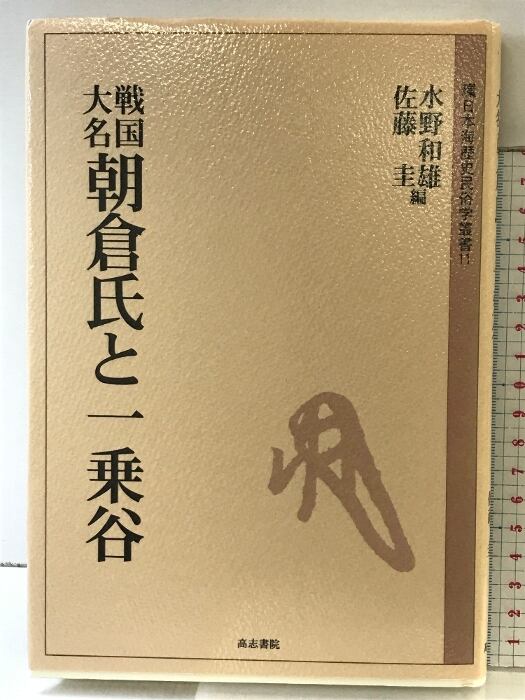 環日本海歴史民俗学叢書11
水野和雄
佐藤 圭 編
戦国
大名
朝倉氏と一乗谷
高志書院